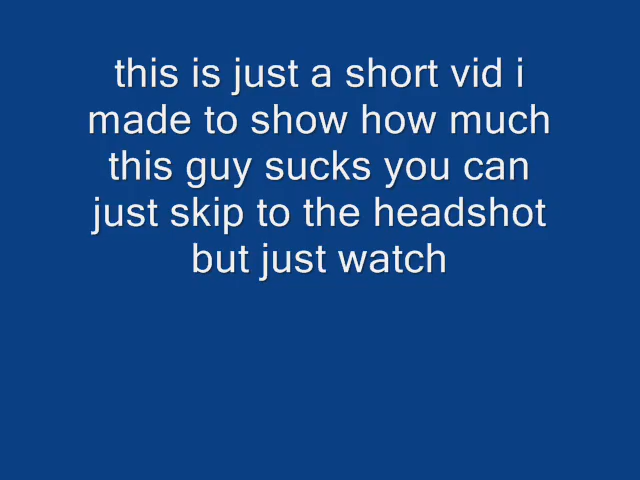 this is just a short vid i
made to show how much
this guy sucks you can
just skip to the headshot
but just watch